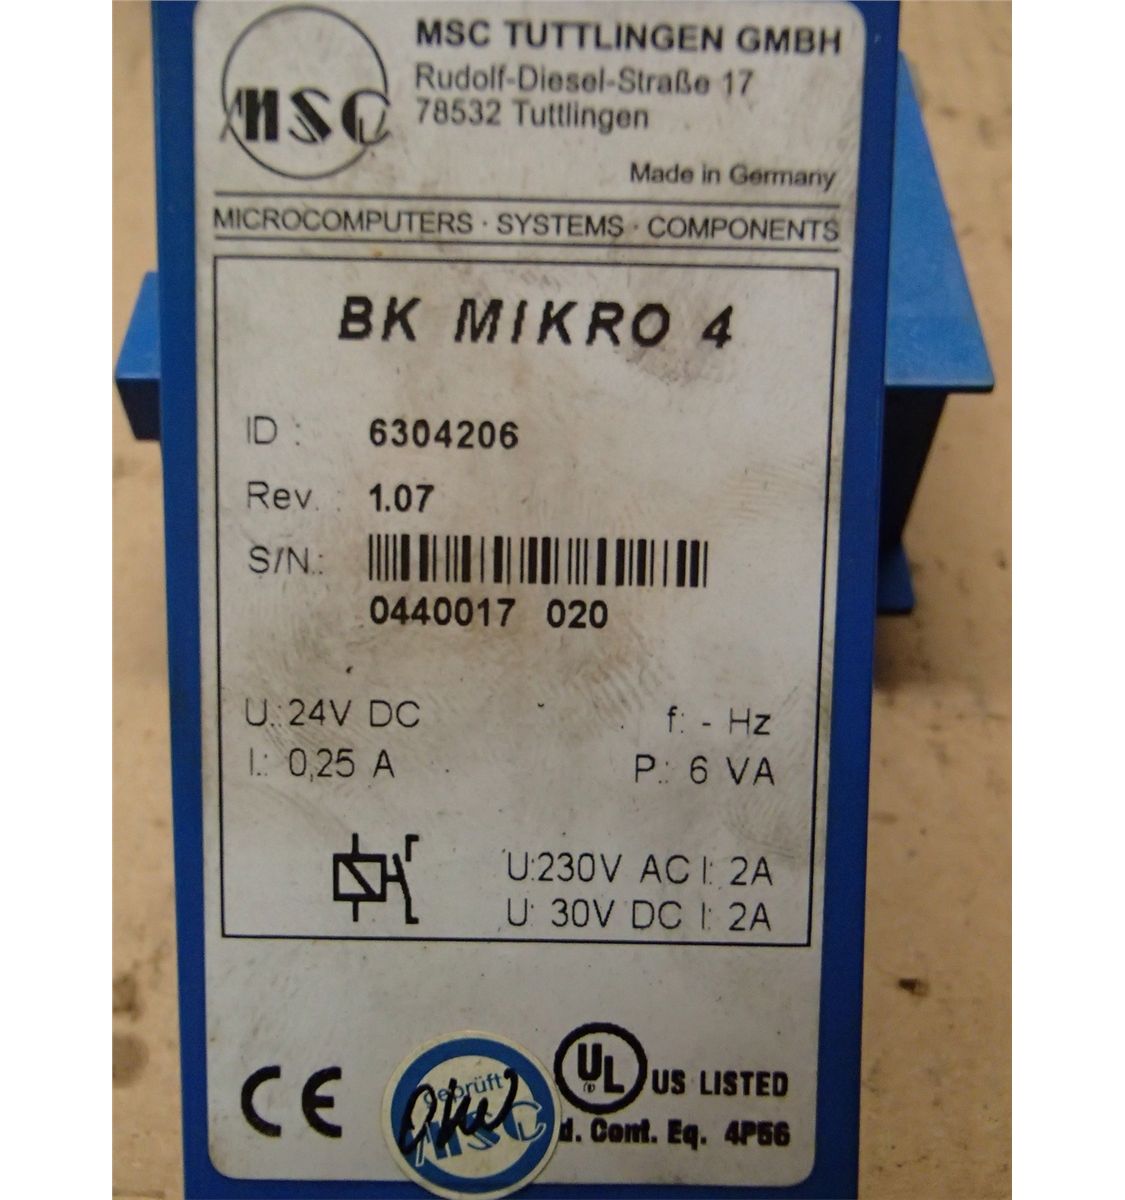 MSC
MSC TUTTLINGEN GMBH
Rudolf-Diesel-Straße 17
78532 Tuttlingen
Made in Germany
MICROCOMPUTERS · SYSTEMS · COMPONENTS
BK MIKRO 4
ID : 6304206
Rev. : 1.07
S/N.:
0440017 020
U.: 24V DC f: - Hz
I.: 0,25 A P.: 6 VA
U:230V AC I: 2A
U: 30V DC I: 2A
CE
geprüft
MSC
UL US LISTED
d. Cont. Eq. 4P56